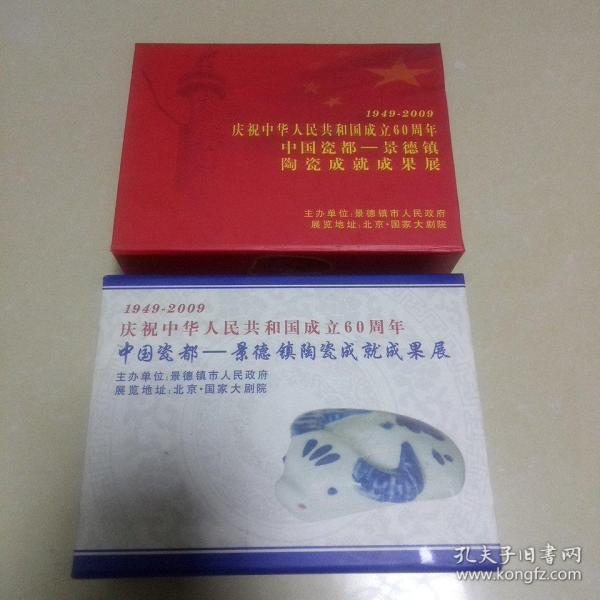 1949-2009
庆祝中华人民共和国成立60周年
中国瓷都—景德镇
陶瓷成就成果展
主办单位:景德镇市人民政府
展览地址:北京·国家大剧院
1949-2009
庆祝中华人民共和国成立60周年
中国瓷都—景德镇陶瓷成就成果展
主办单位:景德镇市人民政府
展览地址:北京·国家大剧院
孔夫子旧书网
www.kongfz.com